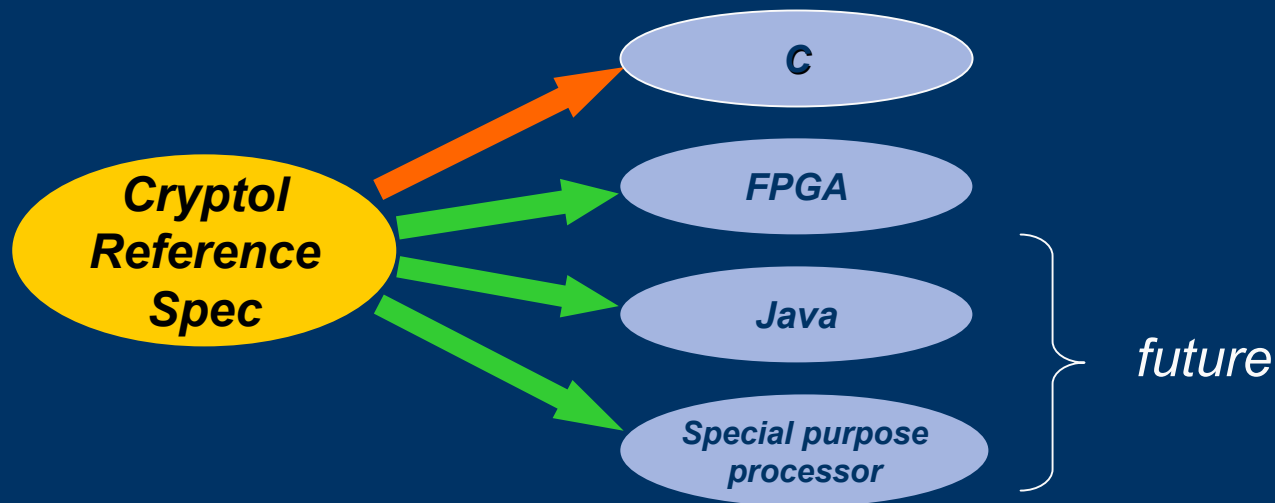 Cryptol
Reference
Spec
C
FPGA
Java
Special purpose
processor
future